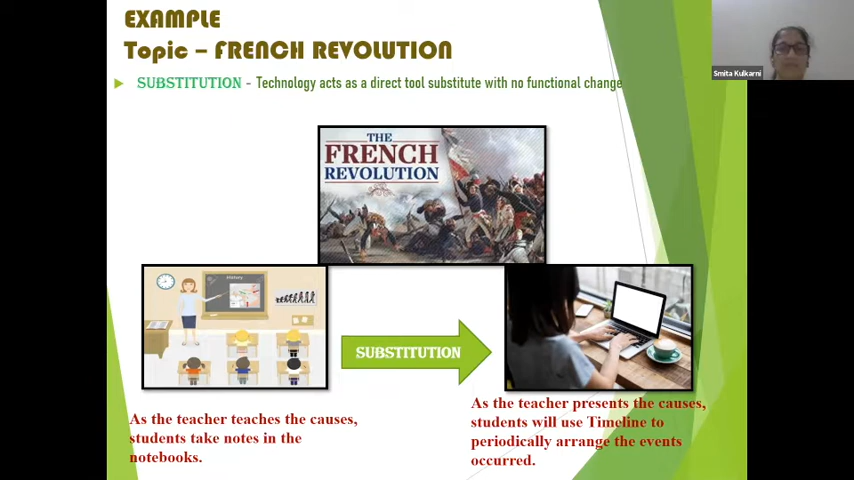 EXAMPLE
Topic – FRENCH REVOLUTION
Smita Kulkarni
SUBSTITUTION - Technology acts as a direct tool substitute with no functional change
THE
FRENCH
REVOLUTION
History
SUBSTITUTION
As the teacher teaches the causes,
students take notes in the
notebooks.
As the teacher presents the causes,
students will use Timeline to
periodically arrange the events
occurred.